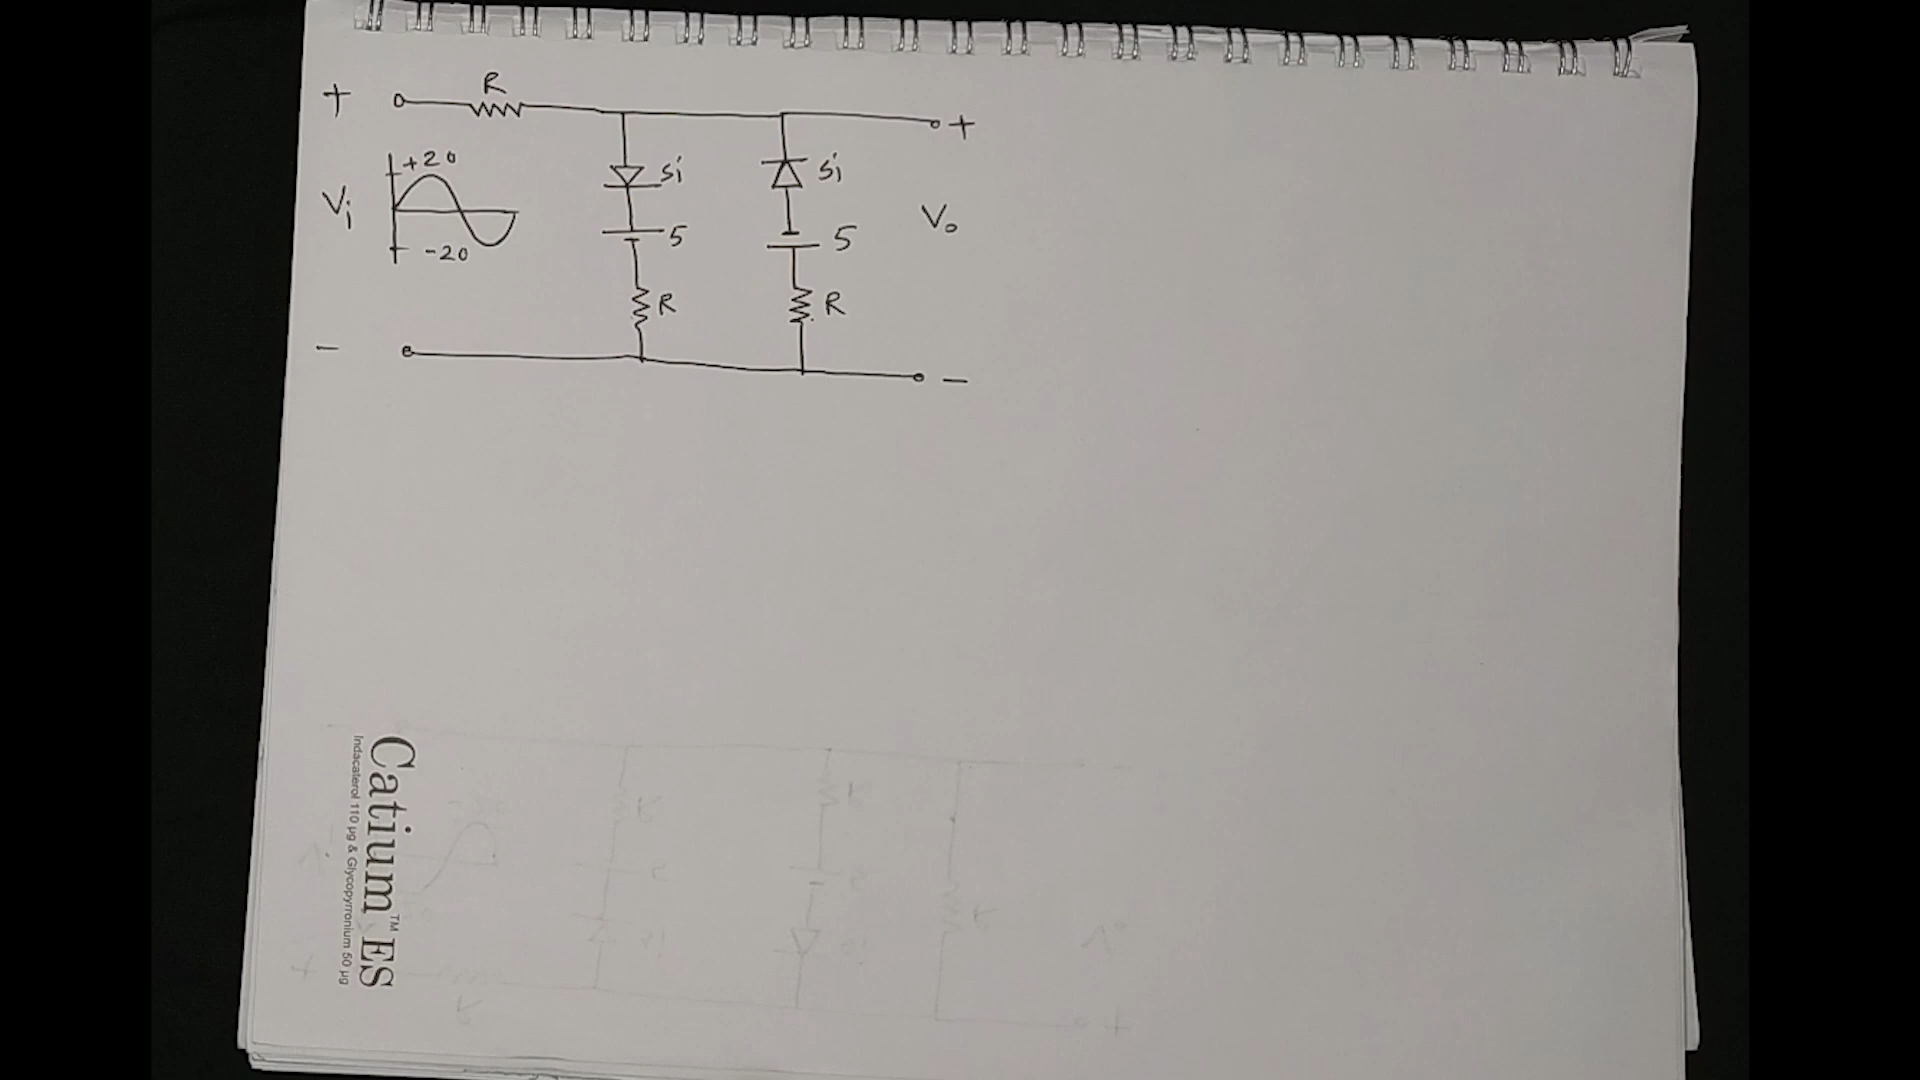 R
+ +
+20
Si Si
Vi Vo
5 5
-20
R R
- -
Catium™ ES
Indacaterol 110 µg & Glycopyrronium 50 µg